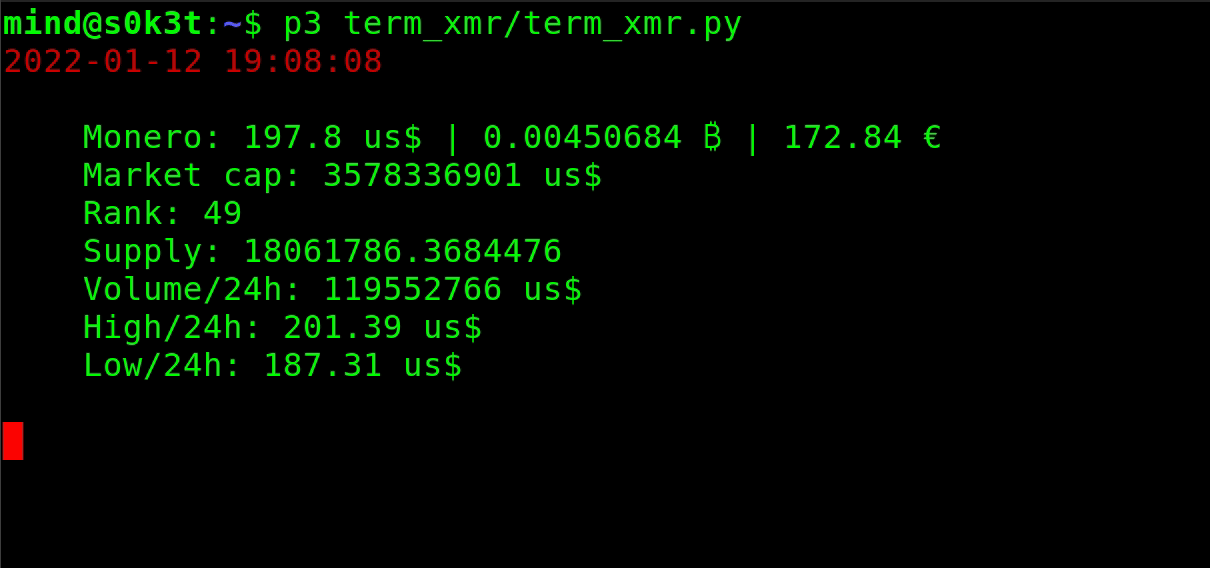 mind@s0k3t:~$ p3 term_xmr/term_xmr.py
2022-01-12 19:08:08
Monero: 197.8 us$ | 0.00450684 ₿ | 172.84 €
Market cap: 3578336901 us$
Rank: 49
Supply: 18061786.3684476
Volume/24h: 119552766 us$
High/24h: 201.39 us$
Low/24h: 187.31 us$